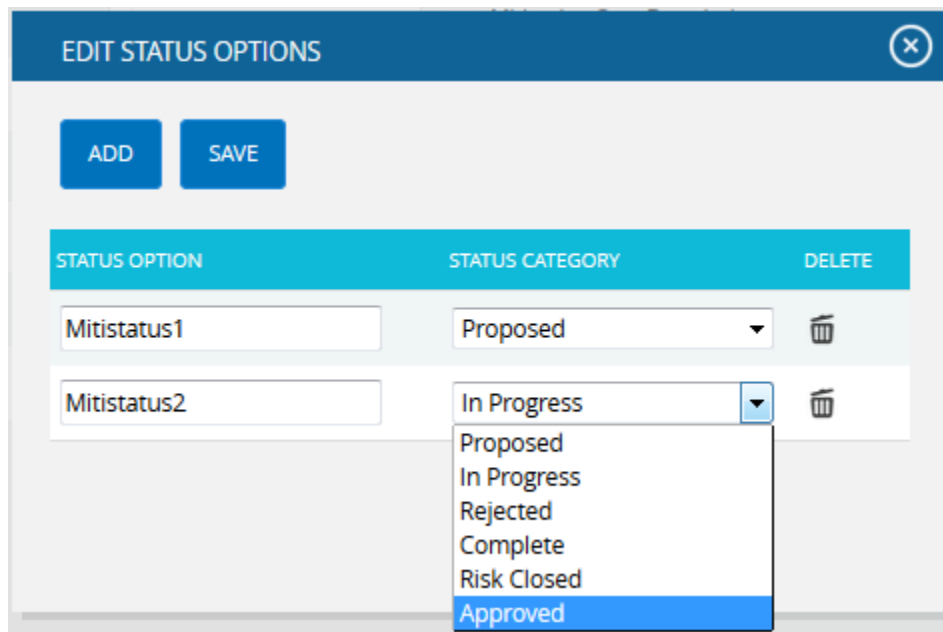 EDIT STATUS OPTIONS
ADD SAVE
STATUS OPTION STATUS CATEGORY DELETE
Mitistatus1 Proposed
Mitistatus2 In Progress
Proposed
In Progress
Rejected
Complete
Risk Closed
Approved